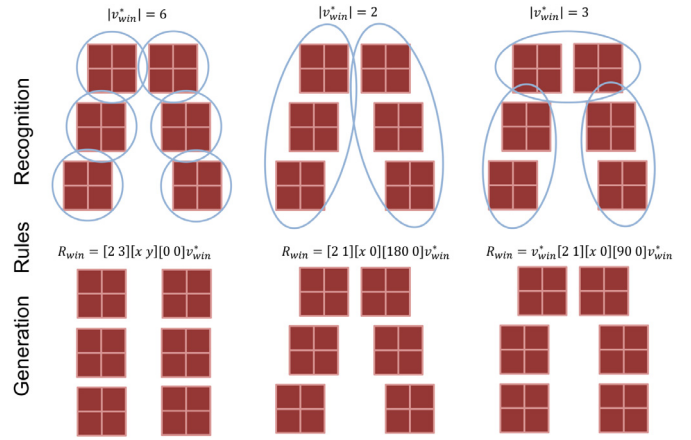 |v*win| = 6
|v*win| = 2
|v*win| = 3
Recognition
Rules
Rwin = [2 3][x y][0 0]v*win
Rwin = [2 1][x 0][180 0]v*win
Rwin = v*win[2 1][x 0][90 0]v*win
Generation